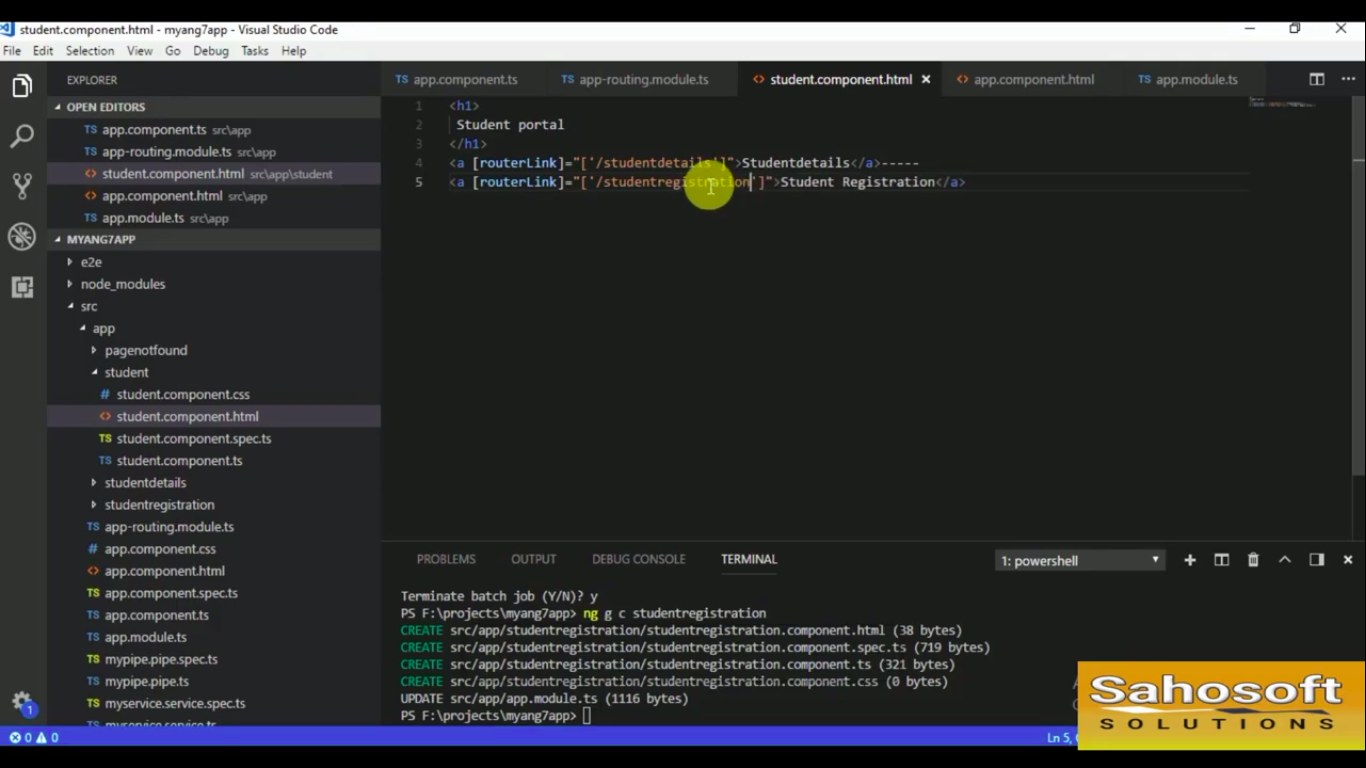 student.component.html - myang7app - Visual Studio Code
File Edit Selection View Go Debug Tasks Help
EXPLORER
OPEN EDITORS
TS app.component.ts src\app
TS app-routing.module.ts src\app
<> student.component.html src\app\student
<> app.component.html src\app
TS app.module.ts src\app
MYANG7APP
e2e
node_modules
src
app
pagenotfound
student
# student.component.css
<> student.component.html
TS student.component.spec.ts
TS student.component.ts
studentdetails
studentregistration
TS app-routing.module.ts
# app.component.css
<> app.component.html
TS app.component.spec.ts
TS app.component.ts
TS app.module.ts
TS mypipe.pipe.spec.ts
TS mypipe.pipe.ts
TS myservice.service.spec.ts
TS myservice.service.ts
TS app.component.ts TS app-routing.module.ts <> student.component.html <> app.component.html TS app.module.ts
1 <h1>
2 Student portal
3 </h1>
4 <a [routerLink]="['/studentdetails']">Studentdetails</a>-----
5 <a [routerLink]="['/studentregistration']">Student Registration</a>
PROBLEMS OUTPUT DEBUG CONSOLE TERMINAL 1: powershell
Terminate batch job (Y/N)? y
PS F:\projects\myang7app> ng g c studentregistration
CREATE src/app/studentregistration/studentregistration.component.html (38 bytes)
CREATE src/app/studentregistration/studentregistration.component.spec.ts (719 bytes)
CREATE src/app/studentregistration/studentregistration.component.ts (321 bytes)
CREATE src/app/studentregistration/studentregistration.component.css (0 bytes)
UPDATE src/app/app.module.ts (1116 bytes)
PS F:\projects\myang7app>
1
0 0 Ln 5,
Sahosoft
SOLUTIONS